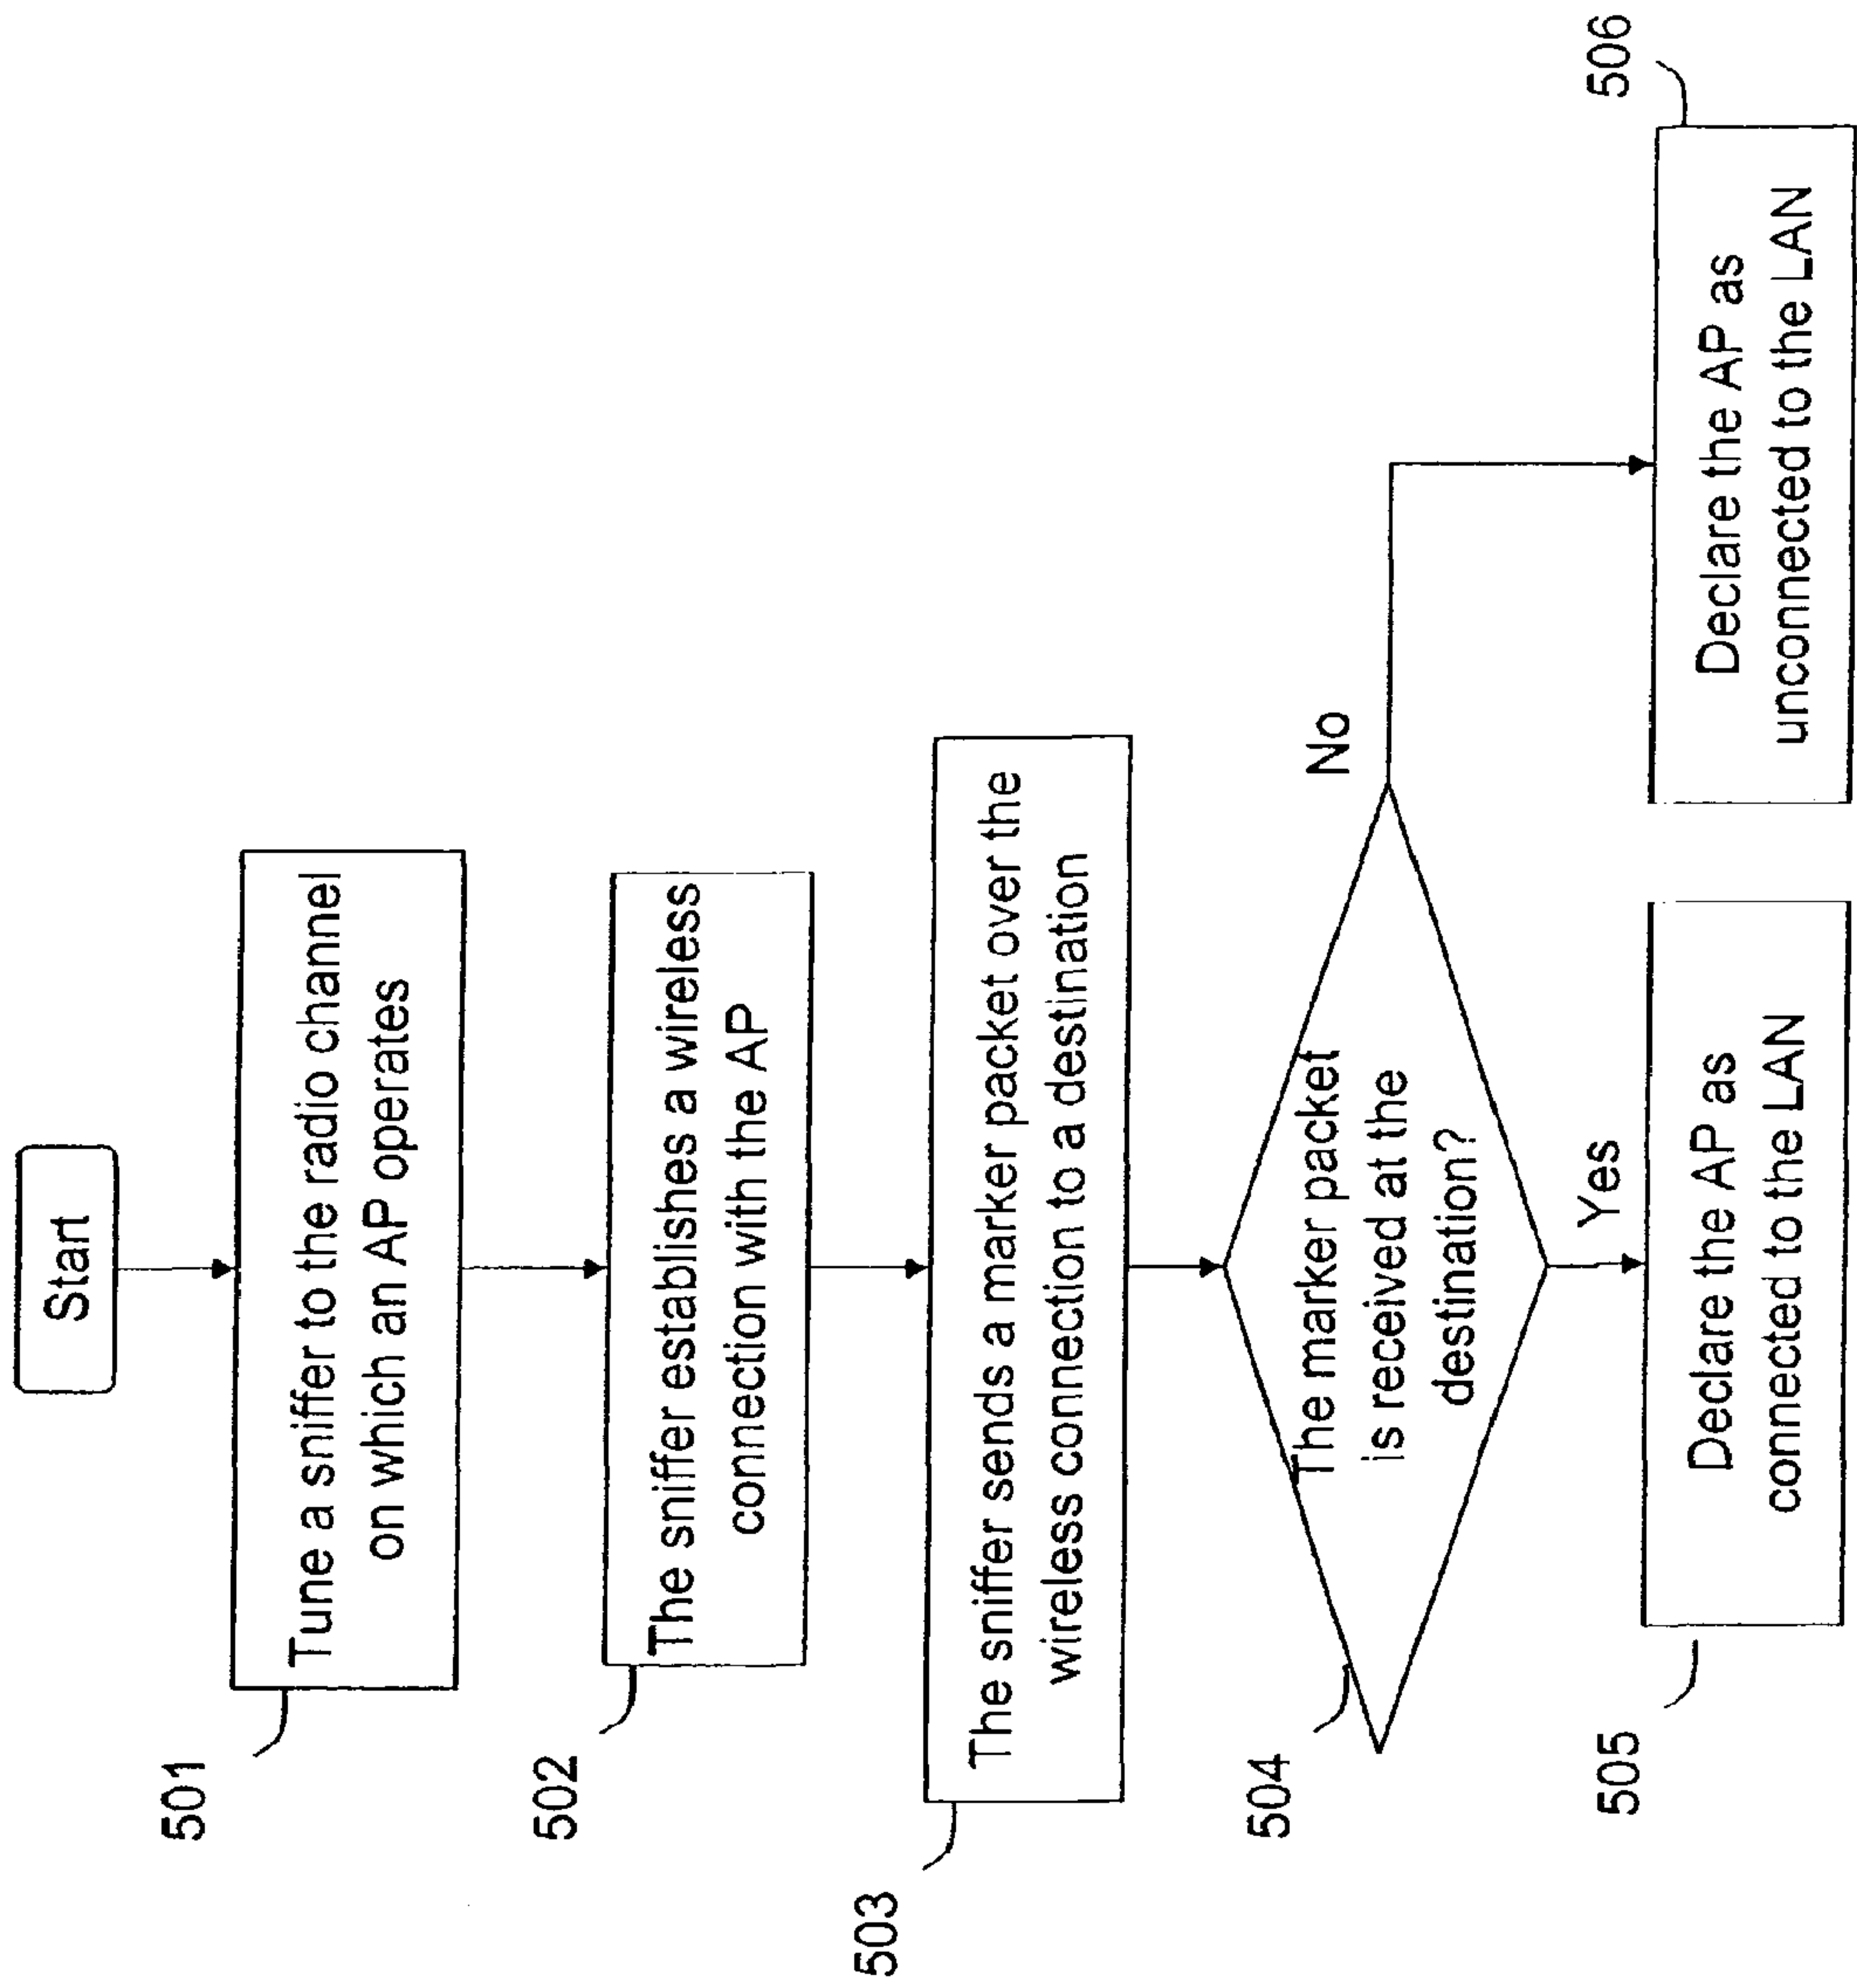 Start
501
Tune a sniffer to the radio channel
on which an AP operates
502
The sniffer establishes a wireless
connection with the AP
503
The sniffer sends a marker packet over the
wireless connection to a destination
504
The marker packet
is received at the
destination?
No
Yes
505
Declare the AP as
connected to the LAN
506
Declare the AP as
unconnected to the LAN